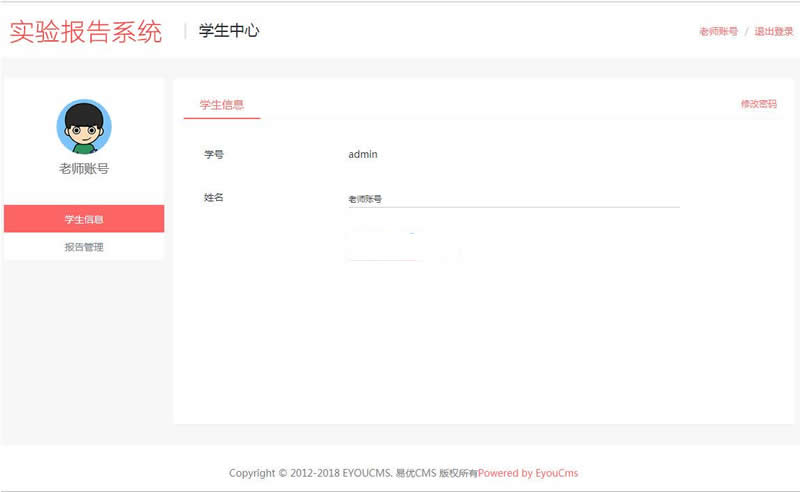 实验报告系统 | 学生中心
老师账号 / 退出登录
老师账号
学生信息
报告管理
学生信息
修改密码
学号 admin
姓名 老师账号
Copyright © 2012-2018 EYOUCMS. 易优CMS 版权所有Powered by EyouCms